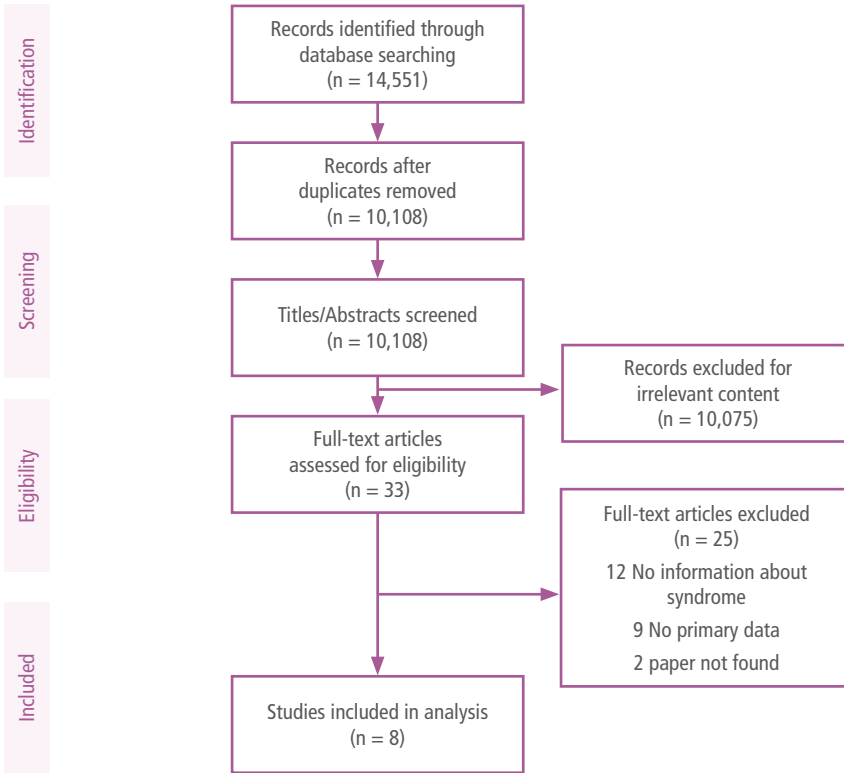 Identification
Records identified through
database searching
(n = 14,551)
Records after
duplicates removed
(n = 10,108)
Screening
Titles/Abstracts screened
(n = 10,108)
Records excluded for
irrelevant content
(n = 10,075)
Eligibility
Full-text articles
assessed for eligibility
(n = 33)
Full-text articles excluded
(n = 25)
12 No information about
syndrome
9 No primary data
2 paper not found
Included
Studies included in analysis
(n = 8)